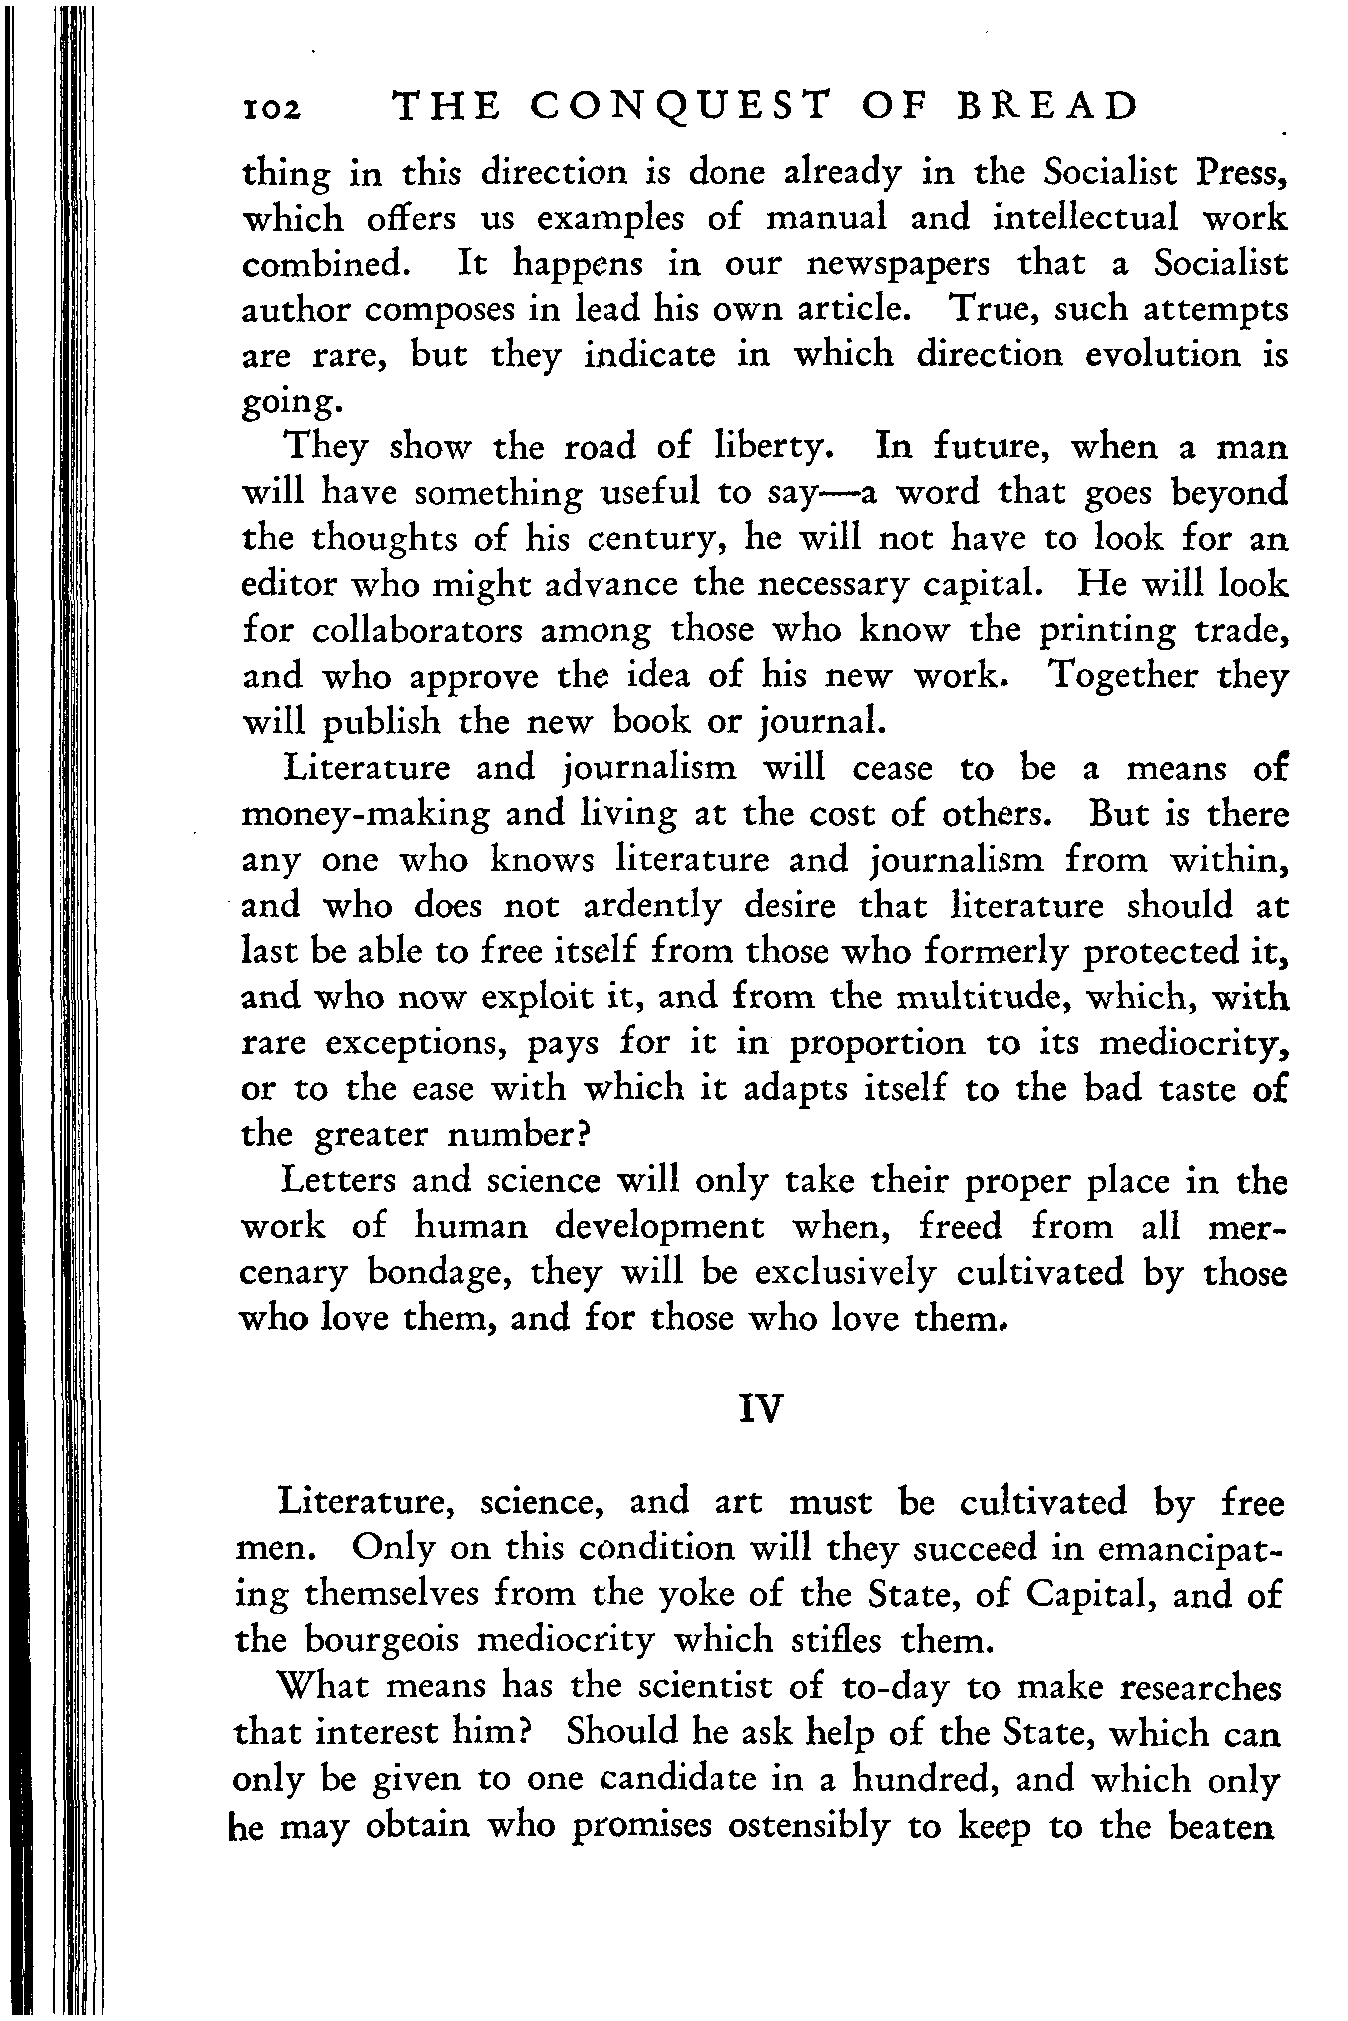 102 THE CONQUEST OF BREAD
thing in this direction is done already in the Socialist Press,
which offers us examples of manual and intellectual work
combined. It happens in our newspapers that a Socialist
author composes in lead his own article. True, such attempts
are rare, but they indicate in which direction evolution is
going.
They show the road of liberty. In future, when a man
will have something useful to say—a word that goes beyond
the thoughts of his century, he will not have to look for an
editor who might advance the necessary capital. He will look
for collaborators among those who know the printing trade,
and who approve the idea of his new work. Together they
will publish the new book or journal.
Literature and journalism will cease to be a means of
money-making and living at the cost of others. But is there
any one who knows literature and journalism from within,
and who does not ardently desire that literature should at
last be able to free itself from those who formerly protected it,
and who now exploit it, and from the multitude, which, with
rare exceptions, pays for it in proportion to its mediocrity,
or to the ease with which it adapts itself to the bad taste of
the greater number?
Letters and science will only take their proper place in the
work of human development when, freed from all mer-
cenary bondage, they will be exclusively cultivated by those
who love them, and for those who love them.
IV
Literature, science, and art must be cultivated by free
men. Only on this condition will they succeed in emancipat-
ing themselves from the yoke of the State, of Capital, and of
the bourgeois mediocrity which stifles them.
What means has the scientist of to-day to make researches
that interest him? Should he ask help of the State, which can
only be given to one candidate in a hundred, and which only
he may obtain who promises ostensibly to keep to the beaten